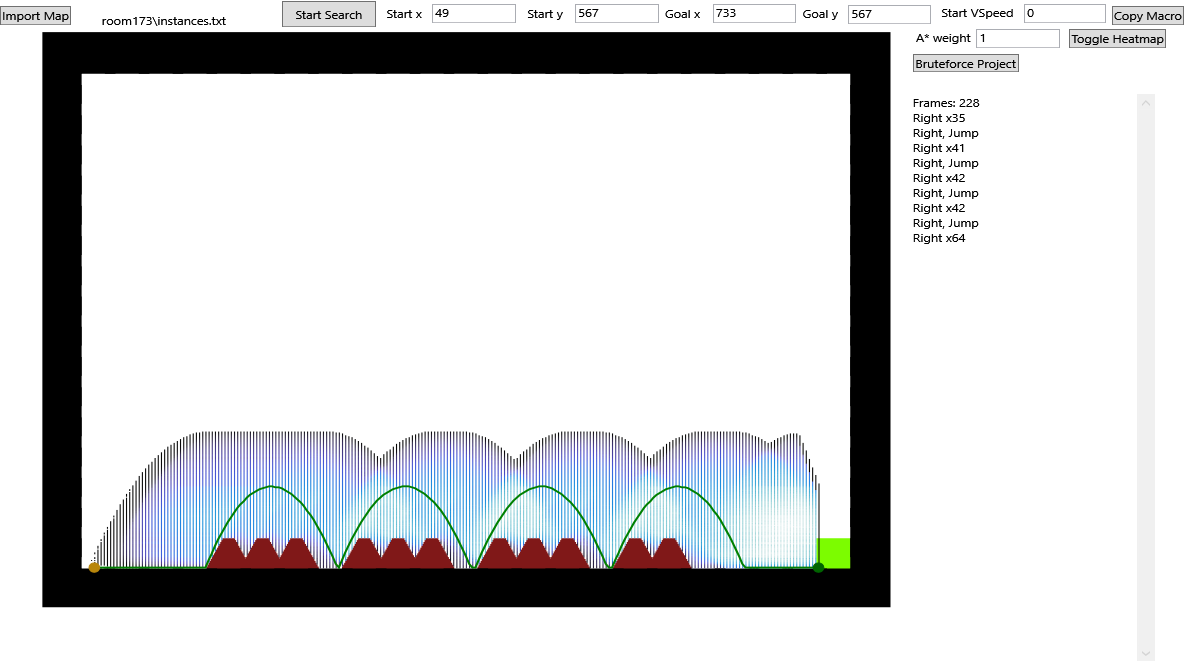 Import Map room173\instances.txt Start Search Start x 49 Start y 567 Goal x 733 Goal y 567 Start VSpeed 0 Copy Macro
A* weight 1 Toggle Heatmap
Bruteforce Project
Frames: 228
Right x35
Right, Jump
Right x41
Right, Jump
Right x42
Right, Jump
Right x42
Right, Jump
Right x64